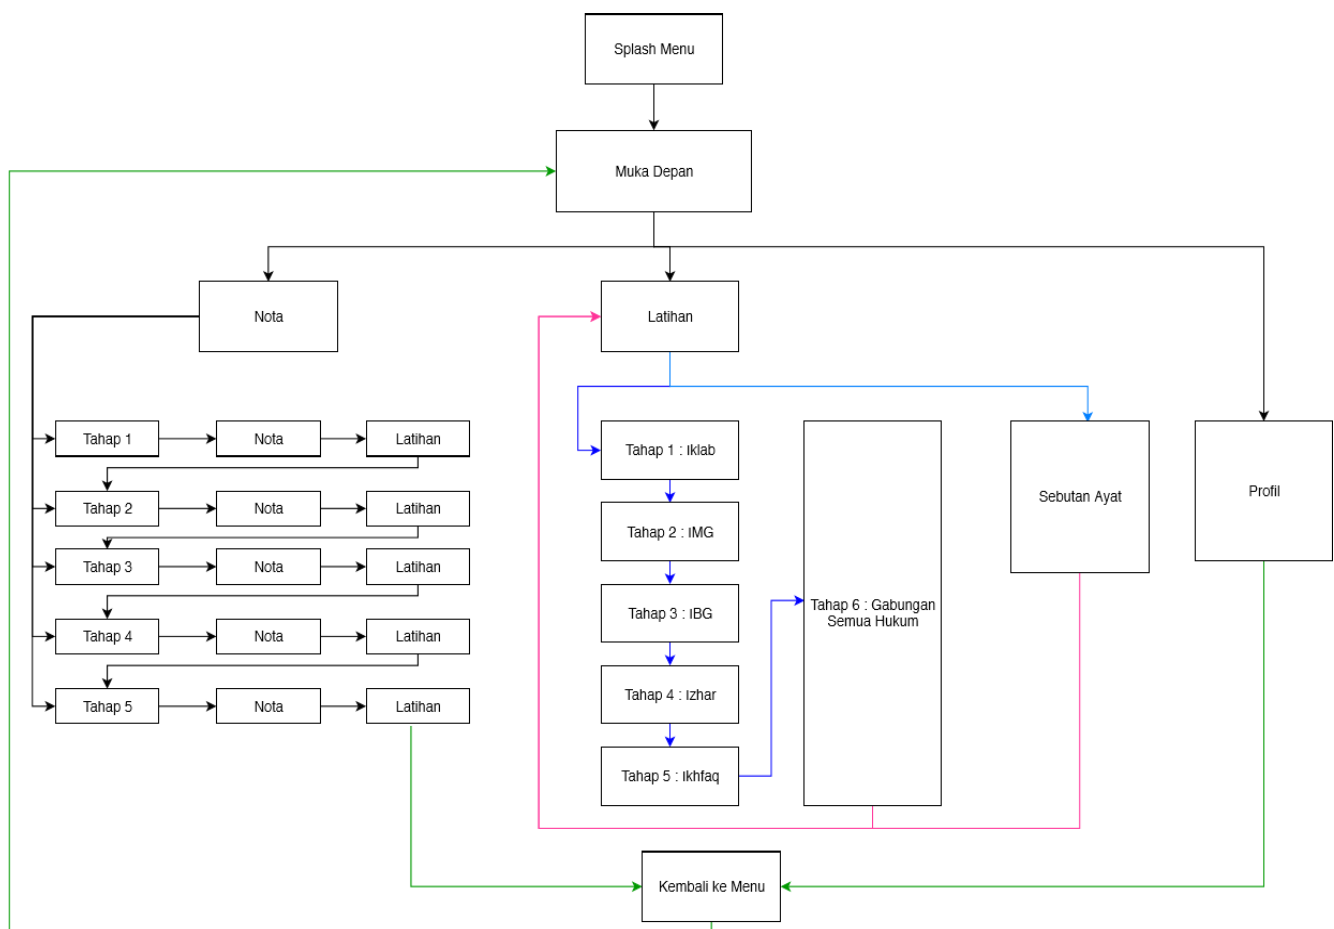 Splash Menu
Muka Depan
Nota
Latihan
Tahap 1
Nota
Latihan
Tahap 2
Nota
Latihan
Tahap 3
Nota
Latihan
Tahap 4
Nota
Latihan
Tahap 5
Nota
Latihan
Tahap 1 : Iklab
Tahap 2 : IMG
Tahap 3 : IBG
Tahap 4 : Izhar
Tahap 5 : Ikhfaq
Tahap 6 : Gabungan
Semua Hukum
Sebutan Ayat
Profil
Kembali ke Menu